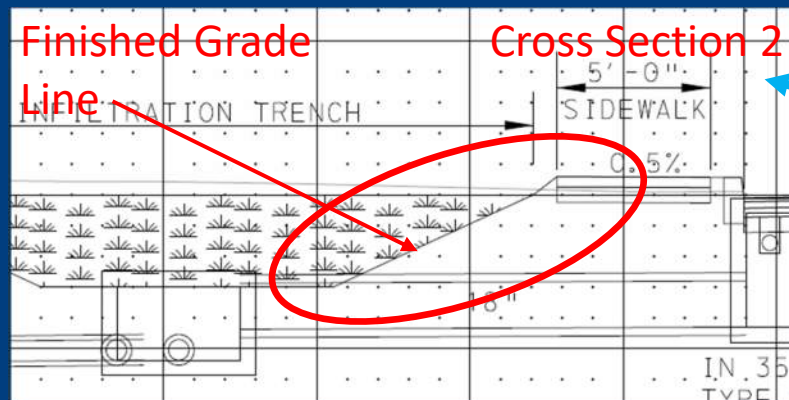 Finished Grade
Line
Cross Section 2
5'-0"
INFILTRATION TRENCH
SIDEWALK
0.5%
18"
IN.35
TYPE